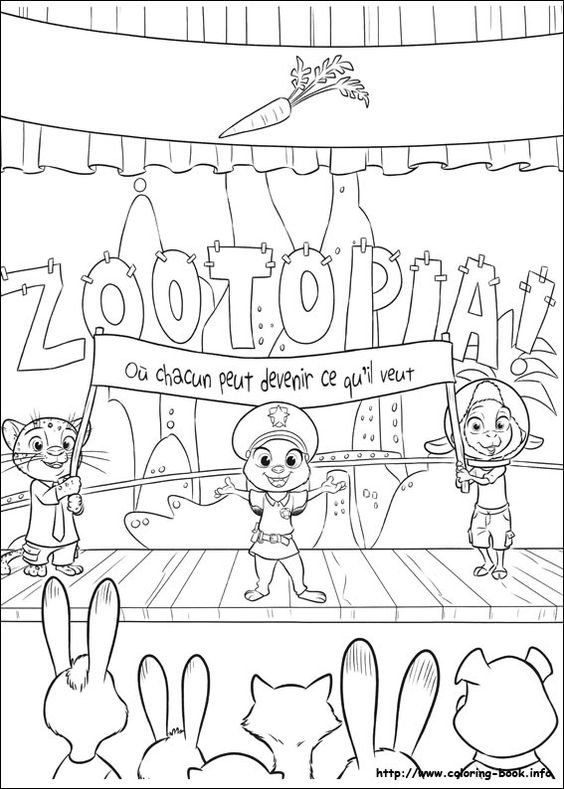 ZOOTOPIA!
Où chacun peut devenir ce qu'il veut
http://www.coloring-book.info